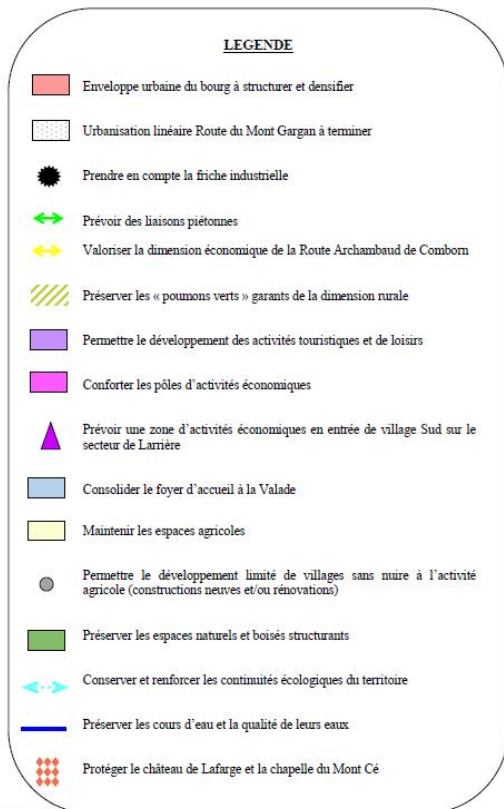 LEGENDE
Enveloppe urbaine du bourg à structurer et densifier
Urbanisation linéaire Route du Mont Gargan à terminer
Prendre en compte la friche industrielle
Prévoir des liaisons piétonnes
Valoriser la dimension économique de la Route Archambaud de Comborn
Préserver les « poumons verts » garants de la dimension rurale
Permettre le développement des activités touristiques et de loisirs
Conforter les pôles d'activités économiques
Prévoir une zone d'activités économiques en entrée de village Sud sur le
secteur de Larrière
Consolider le foyer d'accueil à la Valade
Maintenir les espaces agricoles
Permettre le développement limité de villages sans nuire à l'activité
agricole (constructions neuves et/ou rénovations)
Préserver les espaces naturels et boisés structurants
Conserver et renforcer les continuités écologiques du territoire
Préserver les cours d'eau et la qualité de leurs eaux
Protéger le château de Lafarge et la chapelle du Mont Cé